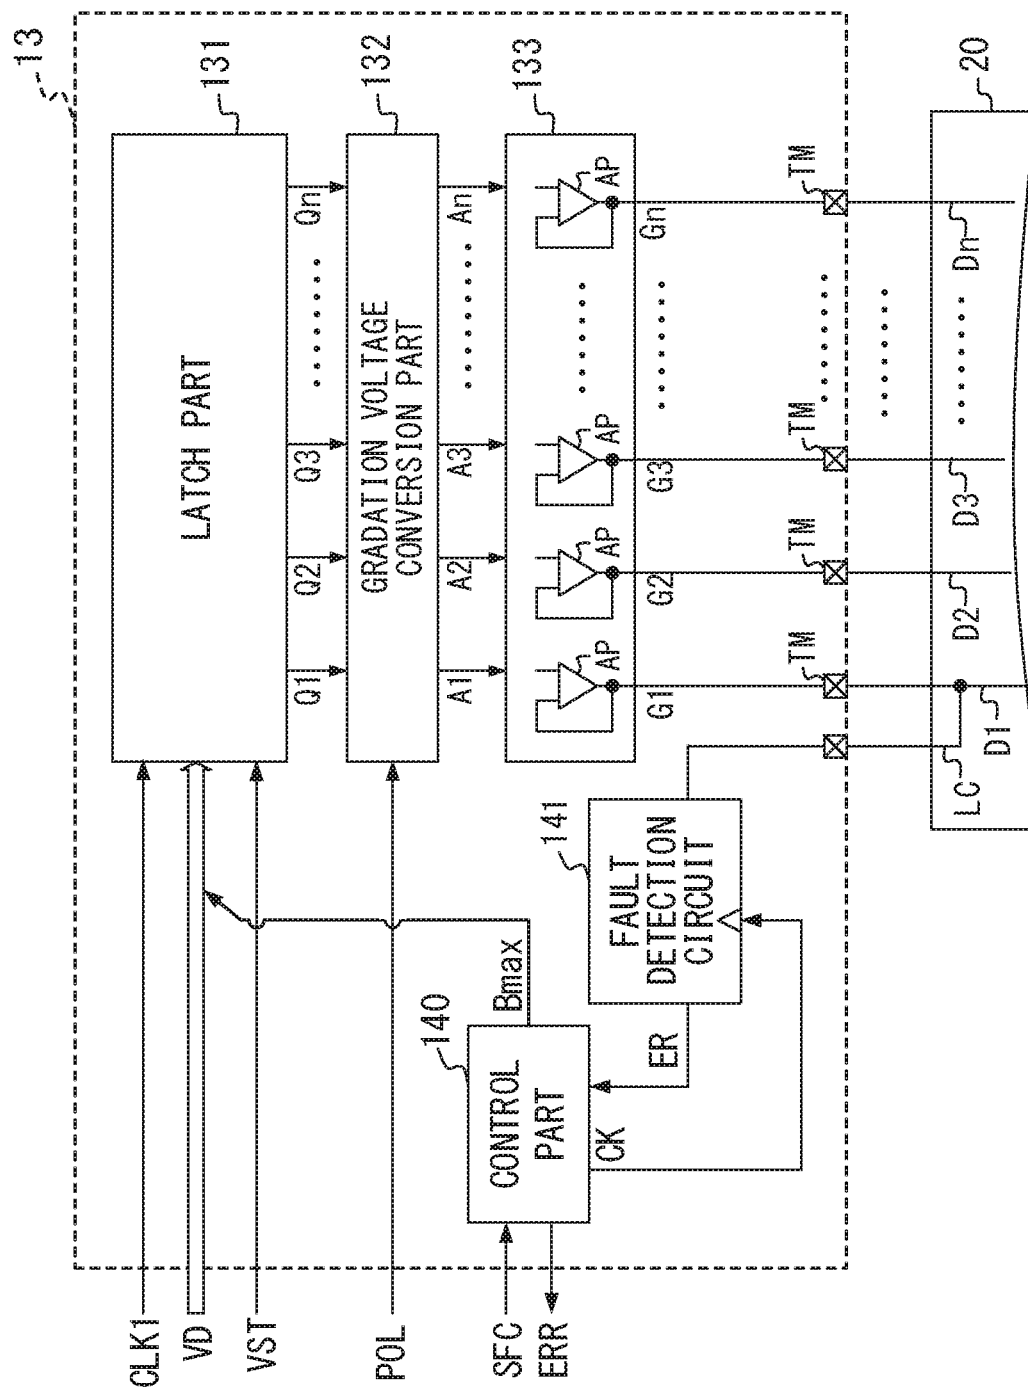 13
CLK1
VD
VST
POL
SFC
ERR
LATCH PART
131
Q1
Q2
Q3
Qn
GRADATION VOLTAGE
CONVERSION PART
132
A1
A2
A3
An
133
AP
AP
AP
AP
G1
G2
G3
Gn
Bmax
140
CONTROL
PART
ER
CK
141
FAULT
DETECTION
CIRCUIT
TM
TM
TM
TM
20
LC
D1
D2
D3
Dn